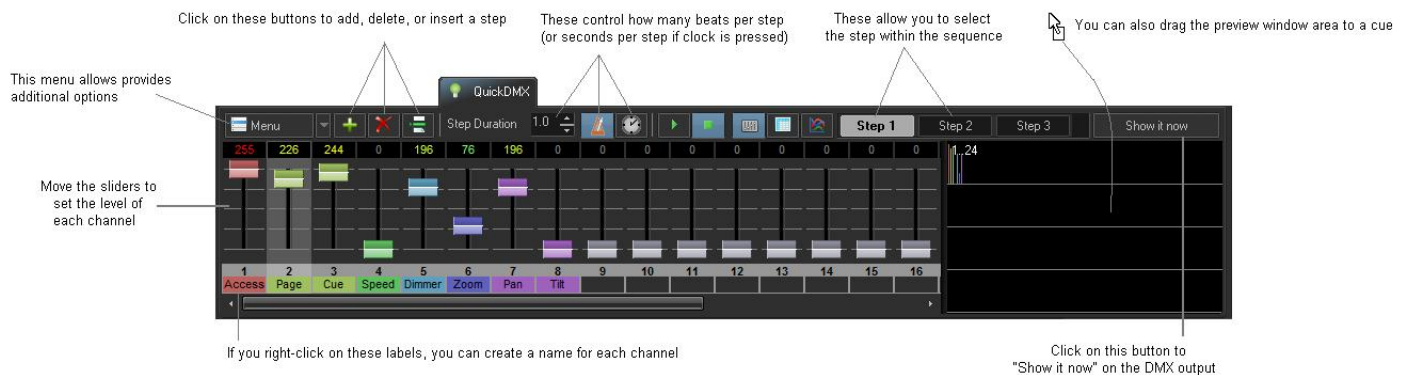 Click on these buttons to add, delete, or insert a step
These control how many beats per step
(or seconds per step if clock is pressed)
These allow you to select
the step within the sequence
You can also drag the preview window area to a cue
This menu allows provides
additional options
QuickDMX
Menu Step Duration 1.0 Step 1 Step 2 Step 3 Show it now
255 226 244 0 196 76 196 0 0 0 0 0 0 0 0 0
1..24
Move the sliders to
set the level of
each channel
1 2 3 4 5 6 7 8 9 10 11 12 13 14 15 16
Access Page Cue Speed Dimmer Zoom Pan Tilt
If you right-click on these labels, you can create a name for each channel
Click on this button to
"Show it now" on the DMX output